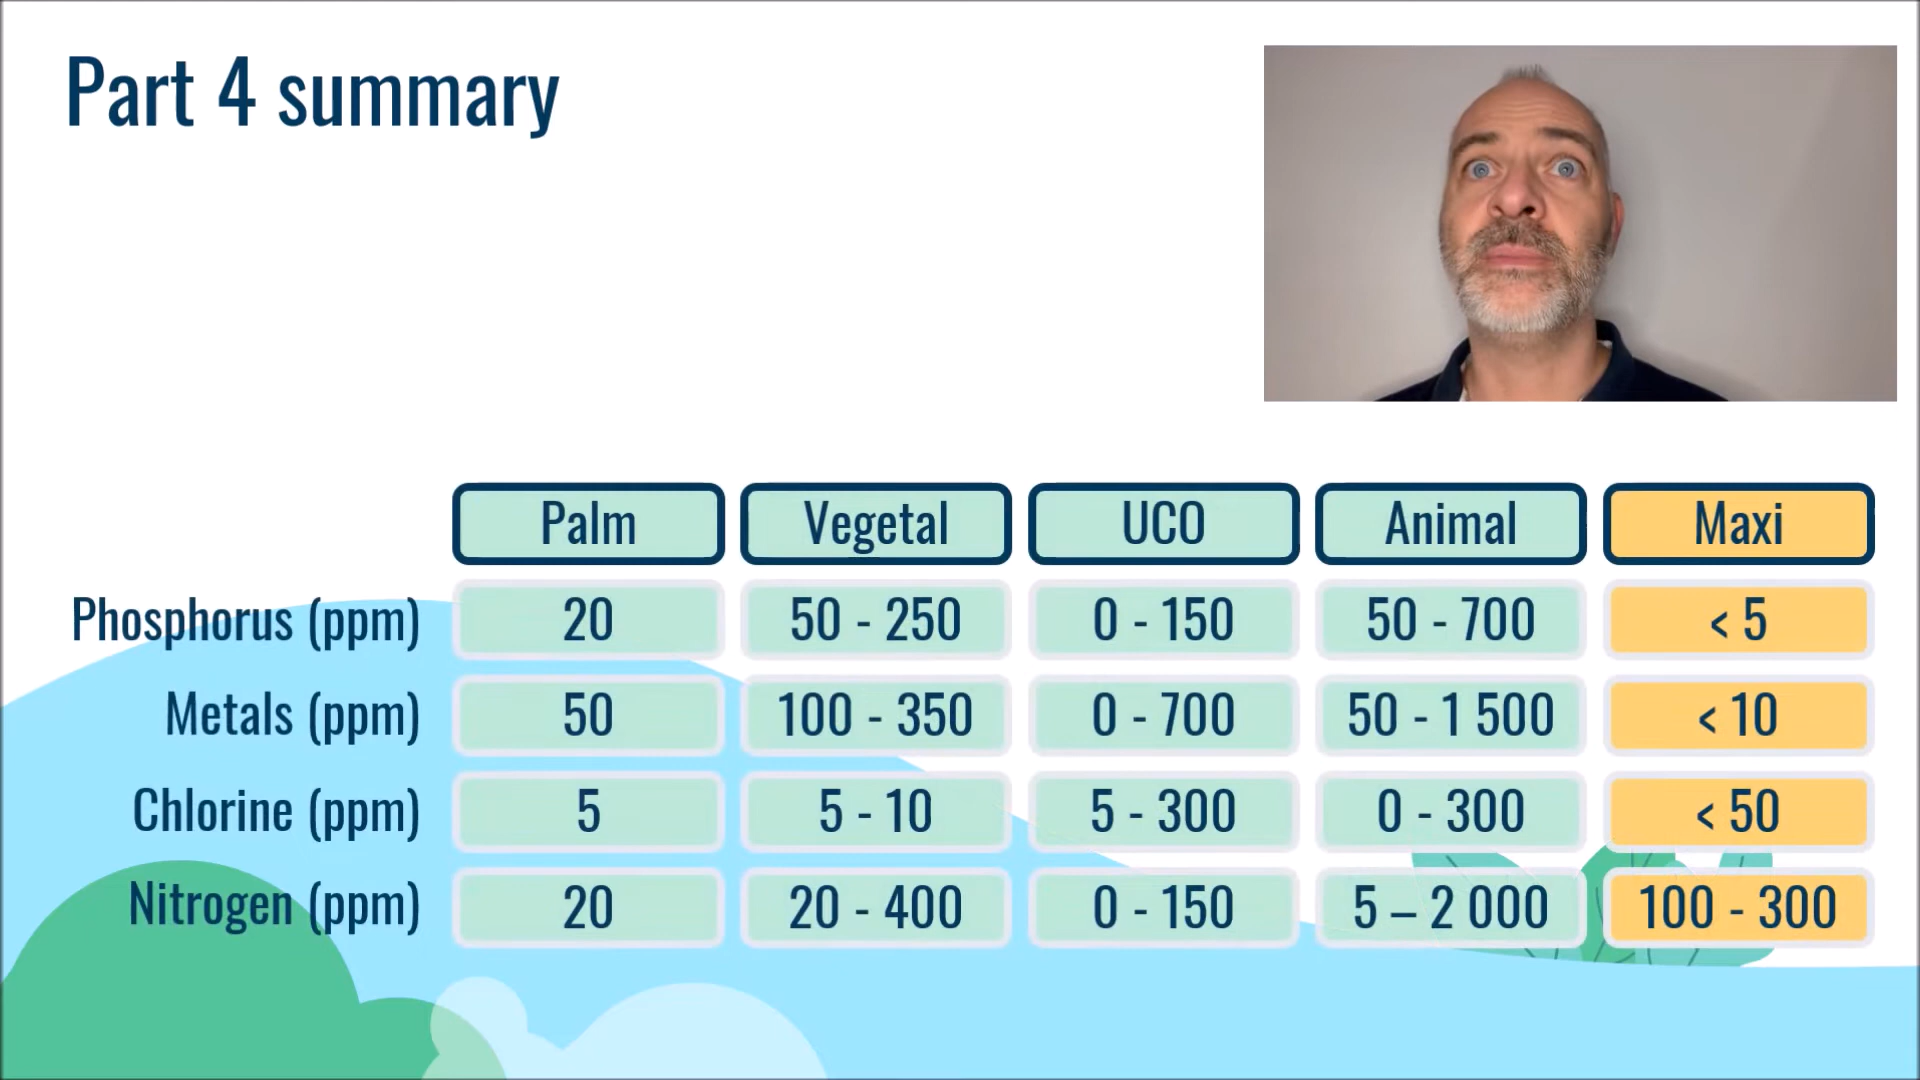 Part 4 summary
Palm Vegetal UCO Animal Maxi
Phosphorus (ppm) 20 50 - 250 0 - 150 50 - 700 < 5
Metals (ppm) 50 100 - 350 0 - 700 50 - 1 500 < 10
Chlorine (ppm) 5 5 - 10 5 - 300 0 - 300 < 50
Nitrogen (ppm) 20 20 - 400 0 - 150 5 – 2 000 100 - 300